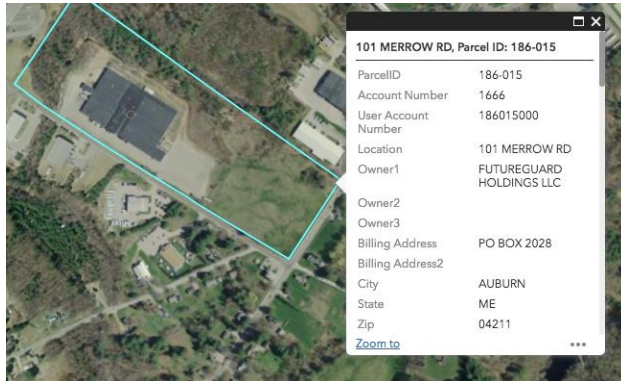 101 MERROW RD, Parcel ID: 186-015
ParcelID 186-015
Account Number 1666
User Account Number 186015000
Location 101 MERROW RD
Owner1 FUTUREGUARD HOLDINGS LLC
Owner2
Owner3
Billing Address PO BOX 2028
Billing Address2
City AUBURN
State ME
Zip 04211
Zoom to